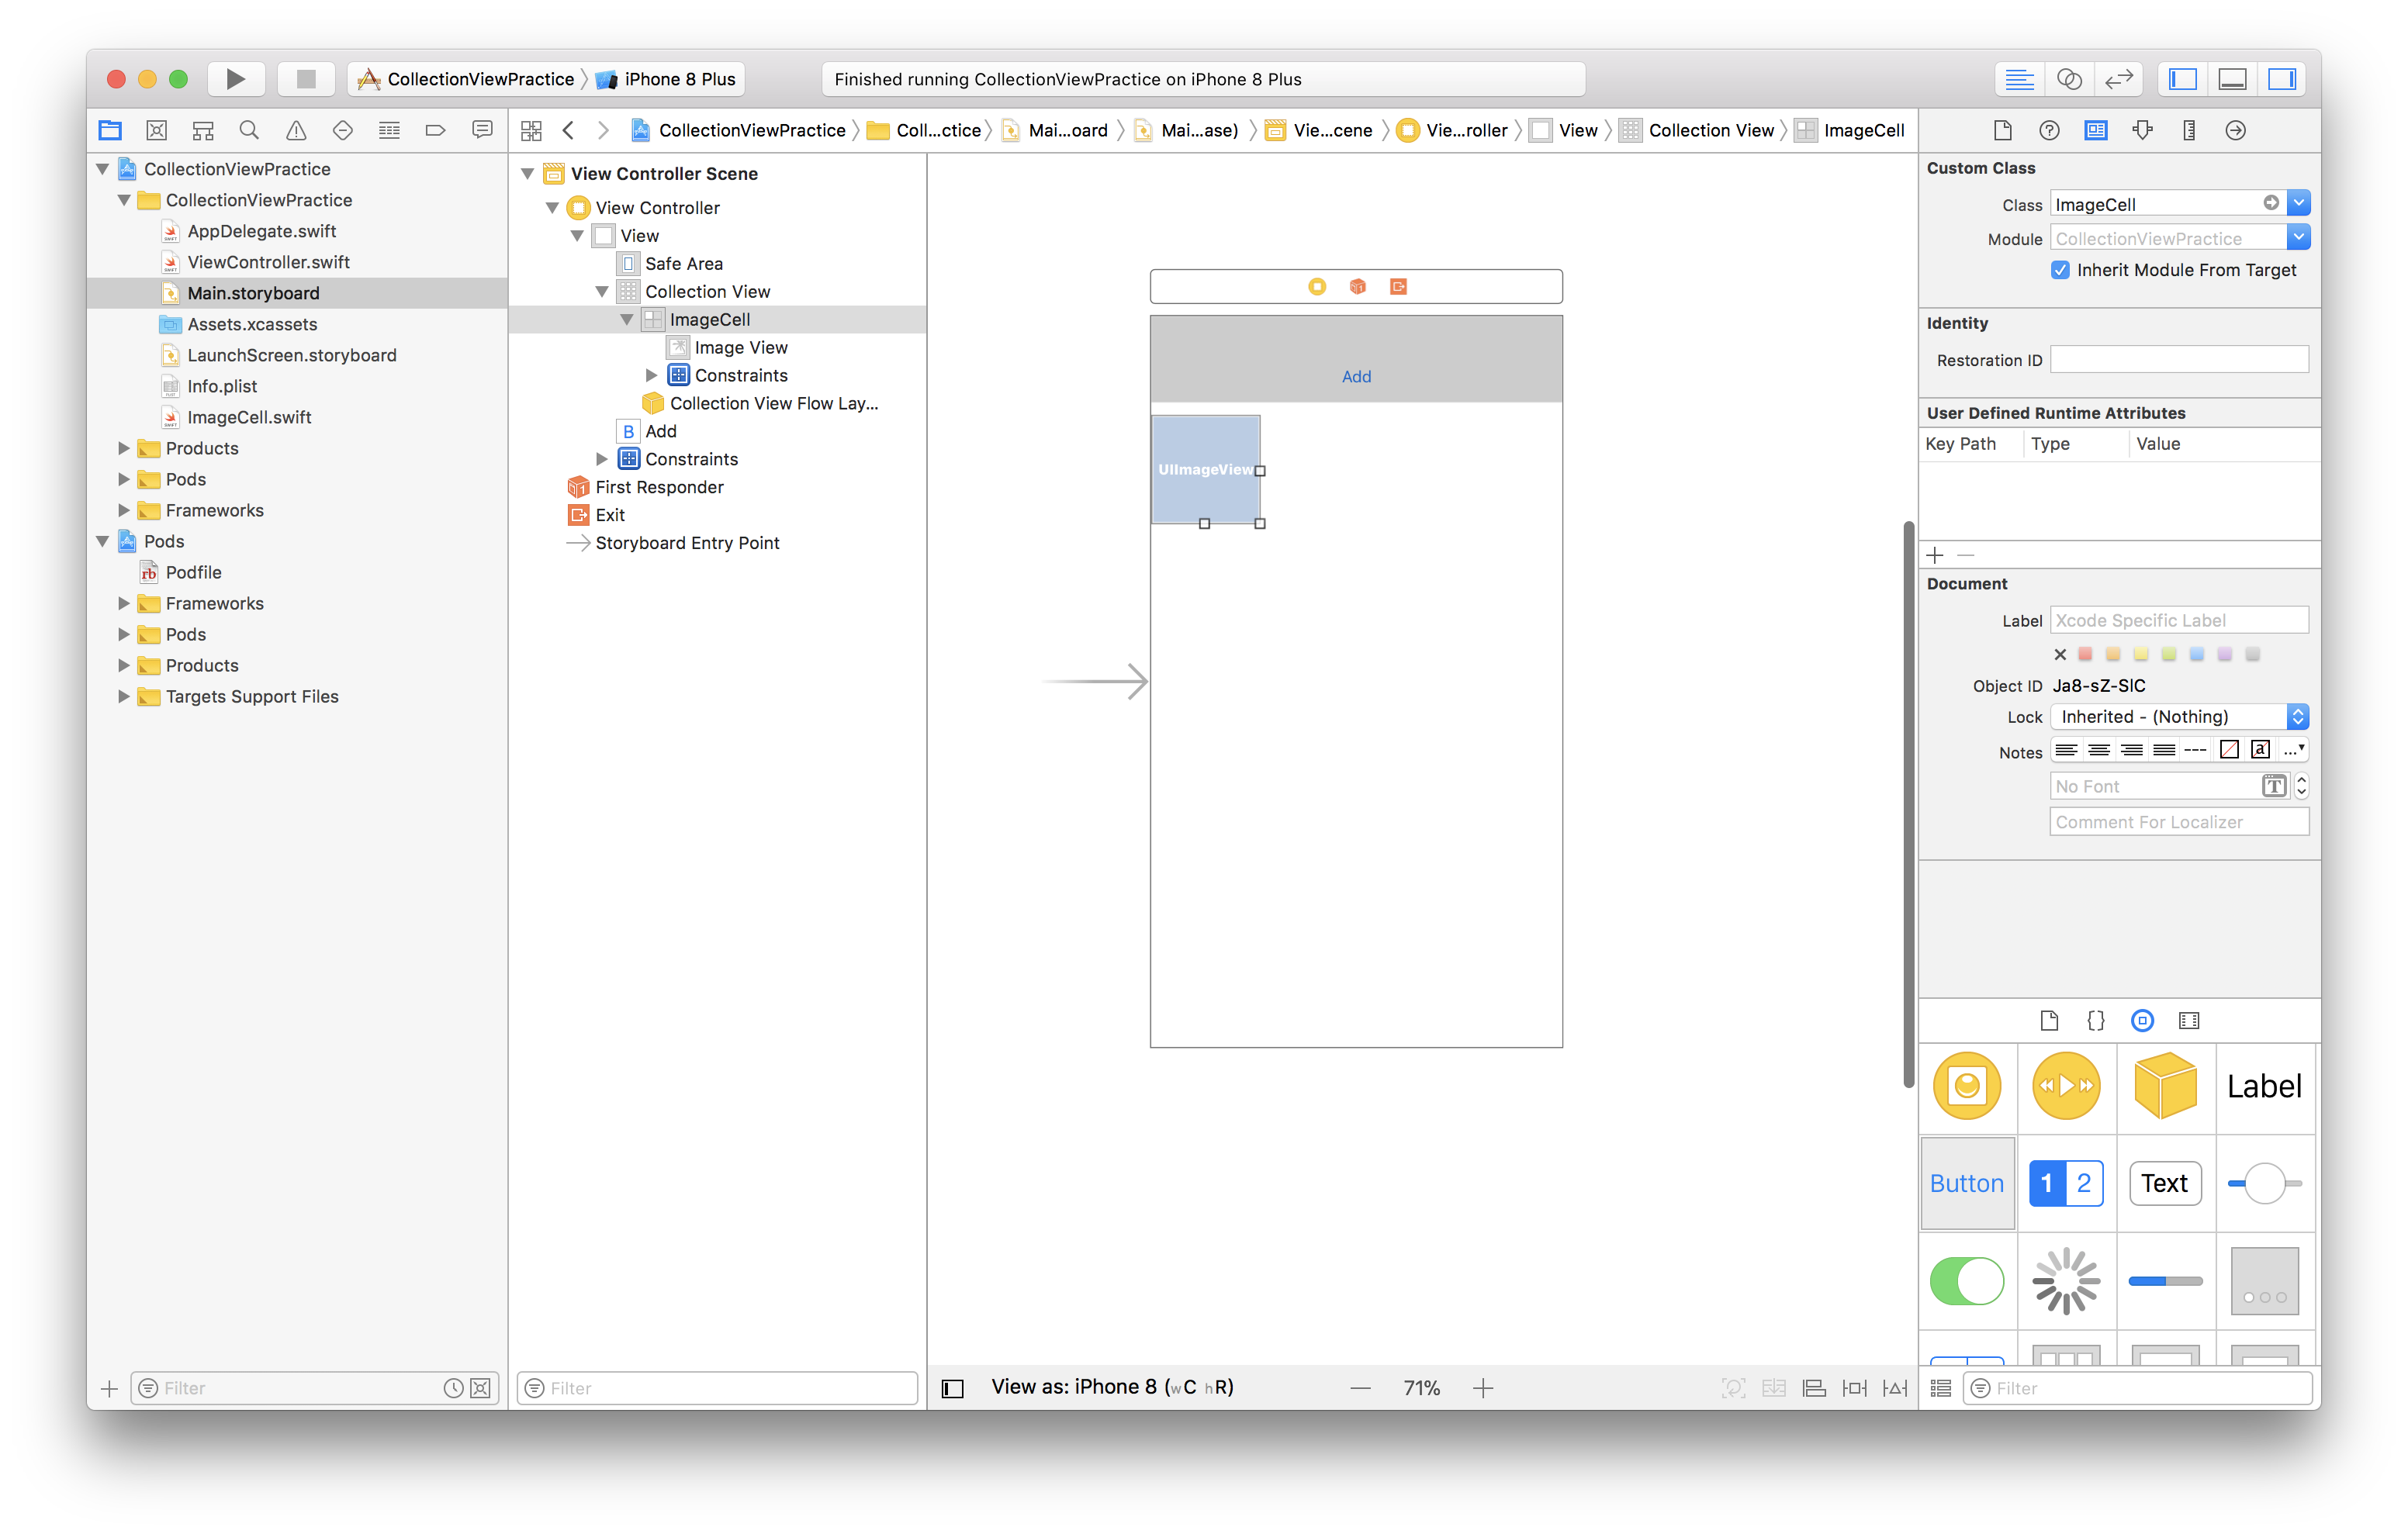 CollectionViewPractice
iPhone 8 Plus
Finished running CollectionViewPractice on iPhone 8 Plus
CollectionViewPractice
Coll...ctice
Mai...oard
Mai...ase)
Vie...cene
Vie...roller
View
Collection View
ImageCell
CollectionViewPractice
CollectionViewPractice
AppDelegate.swift
ViewController.swift
Main.storyboard
Assets.xcassets
LaunchScreen.storyboard
Info.plist
ImageCell.swift
Products
Pods
Frameworks
Pods
rb Podfile
Frameworks
Pods
Products
Targets Support Files
Filter
View Controller Scene
View Controller
View
Safe Area
Collection View
ImageCell
Image View
Constraints
Collection View Flow Lay...
B Add
Constraints
First Responder
Exit
Storyboard Entry Point
Filter
Add
UIImageView
View as: iPhone 8 (wC hR)
71%
Custom Class
Class ImageCell
Module CollectionViewPractice
Inherit Module From Target
Identity
Restoration ID
User Defined Runtime Attributes
Key Path Type Value
Document
Label Xcode Specific Label
Object ID Ja8-sZ-SlC
Lock Inherited - (Nothing)
Notes
No Font
Comment For Localizer
Label
Button
1 2
Text
Filter